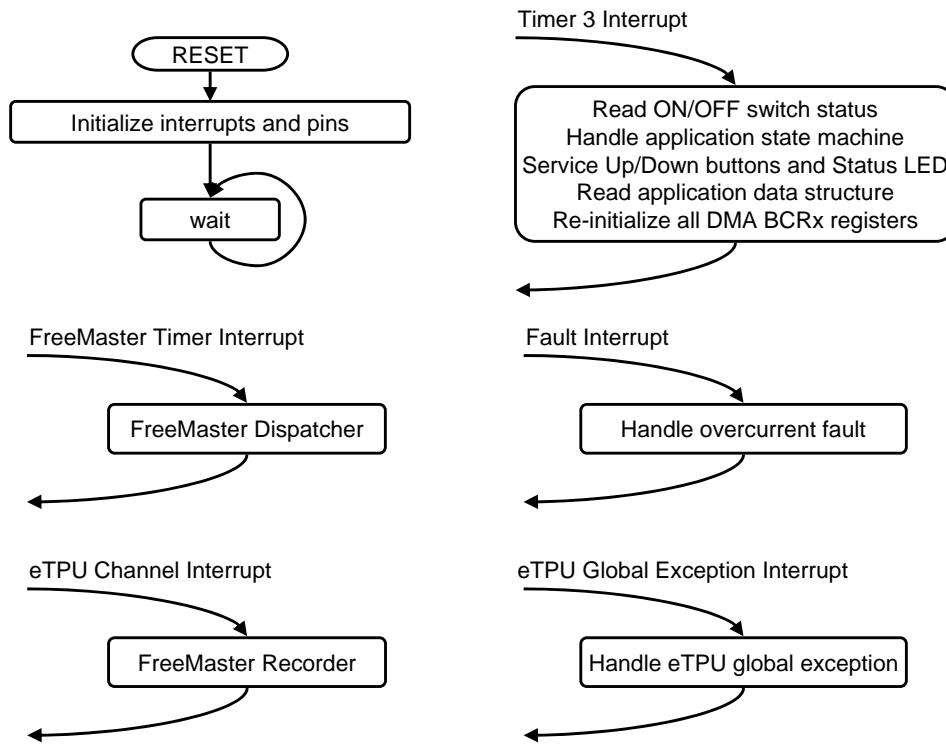 RESET
Initialize interrupts and pins
wait
Timer 3 Interrupt
Read ON/OFF switch status
Handle application state machine
Service Up/Down buttons and Status LED
Read application data structure
Re-initialize all DMA BCRx registers
FreeMaster Timer Interrupt
FreeMaster Dispatcher
Fault Interrupt
Handle overcurrent fault
eTPU Channel Interrupt
FreeMaster Recorder
eTPU Global Exception Interrupt
Handle eTPU global exception